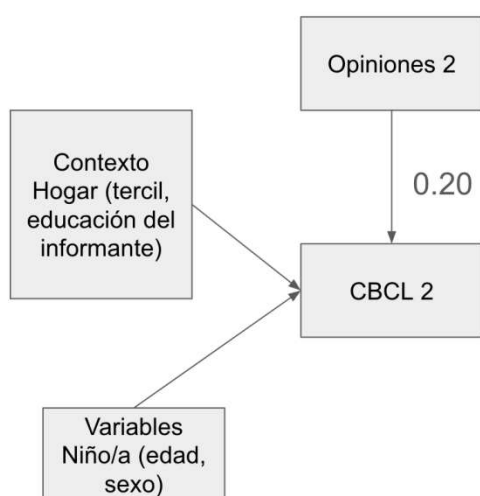 Opiniones 2
Contexto
Hogar (tercil,
educación del
informante)
0.20
CBCL 2
Variables
Niño/a (edad,
sexo)